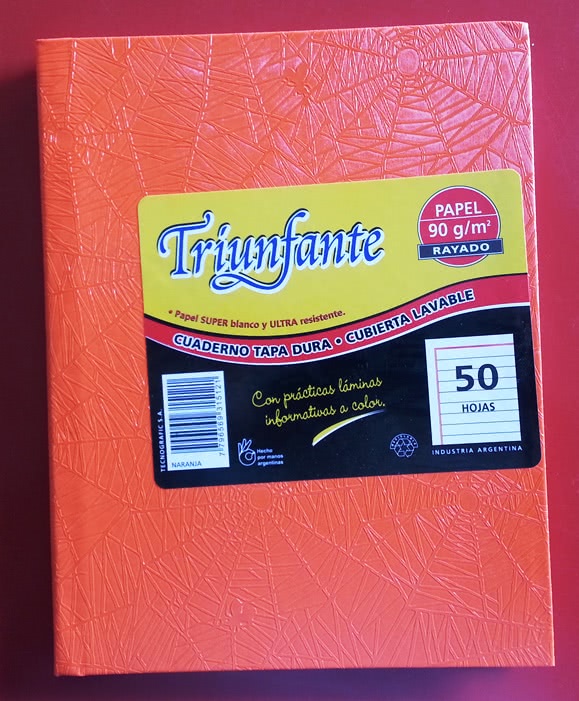 Triunfante
PAPEL
90 g/m²
RAYADO
• Papel SUPER blanco y ULTRA resistente.
CUADERNO TAPA DURA • CUBIERTA LAVABLE
Con prácticas láminas
informativas a color.
50
HOJAS
TECNOGRAFIC S.A.
NARANJA
Hecho
por manos
argentinas
INDUSTRIA ARGENTINA